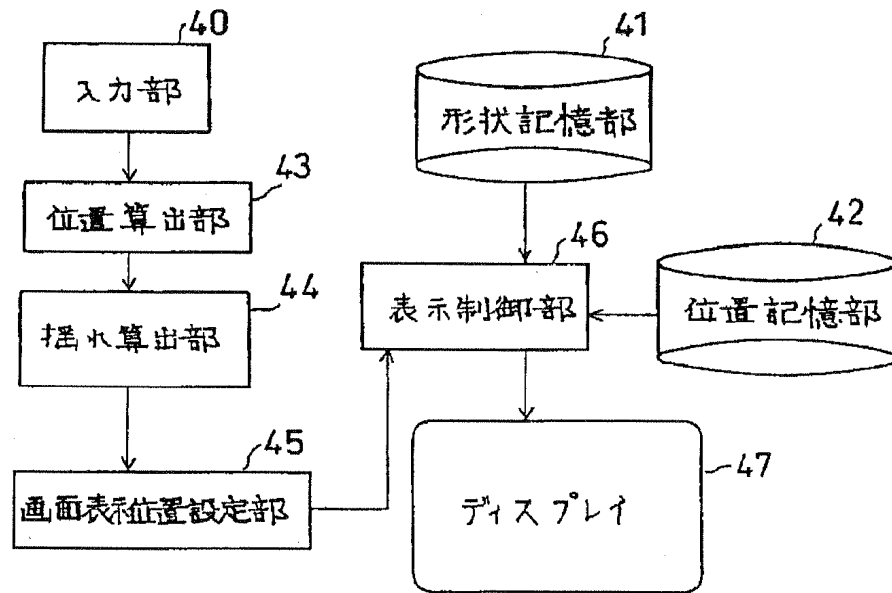 40
入力部
41
形状記憶部
43
位置算出部
46
表示制御部
42
位置記憶部
44
揺れ算出部
45
画面表示位置設定部
47
ディスプレイ